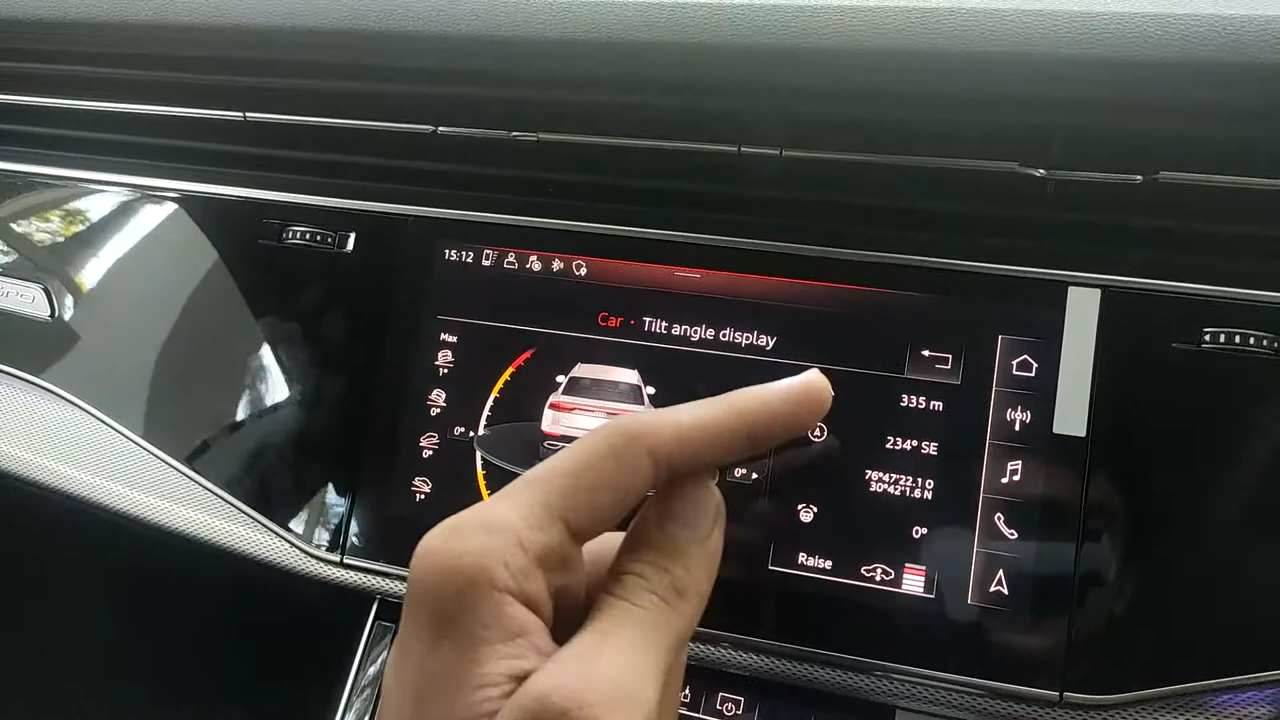 15:12
Car · Tilt angle display
Max
1°
0°
0°
0°
1°
0°
335 m
A
234° SE
76°47'22.1 O
30°42'1.6 N
0°
Raise